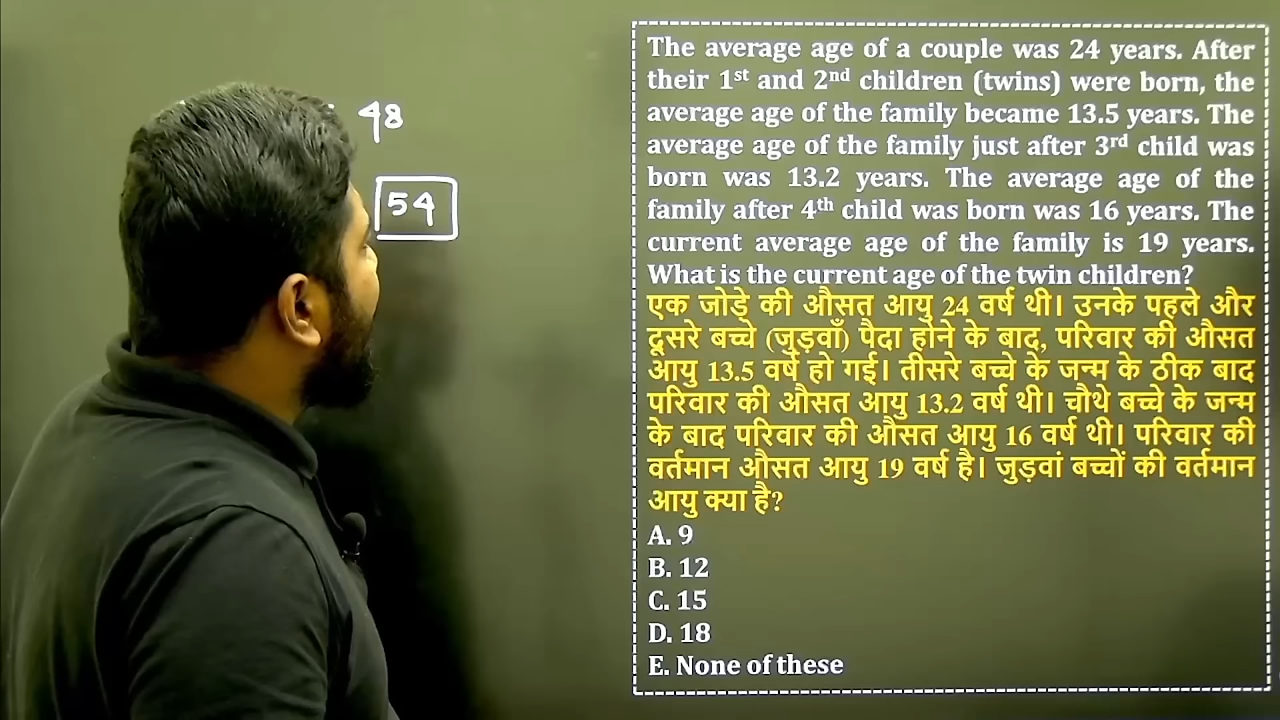 48
54
The average age of a couple was 24 years. After
their 1st and 2nd children (twins) were born, the
average age of the family became 13.5 years. The
average age of the family just after 3rd child was
born was 13.2 years. The average age of the
family after 4th child was born was 16 years. The
current average age of the family is 19 years.
What is the current age of the twin children?
एक जोड़े की औसत आयु 24 वर्ष थी। उनके पहले और
दूसरे बच्चे (जुड़वाँ) पैदा होने के बाद, परिवार की औसत
आयु 13.5 वर्ष हो गई। तीसरे बच्चे के जन्म के ठीक बाद
परिवार की औसत आयु 13.2 वर्ष थी। चौथे बच्चे के जन्म
के बाद परिवार की औसत आयु 16 वर्ष थी। परिवार की
वर्तमान औसत आयु 19 वर्ष है। जुड़वां बच्चों की वर्तमान
आयु क्या है?
A. 9
B. 12
C. 15
D. 18
E. None of these